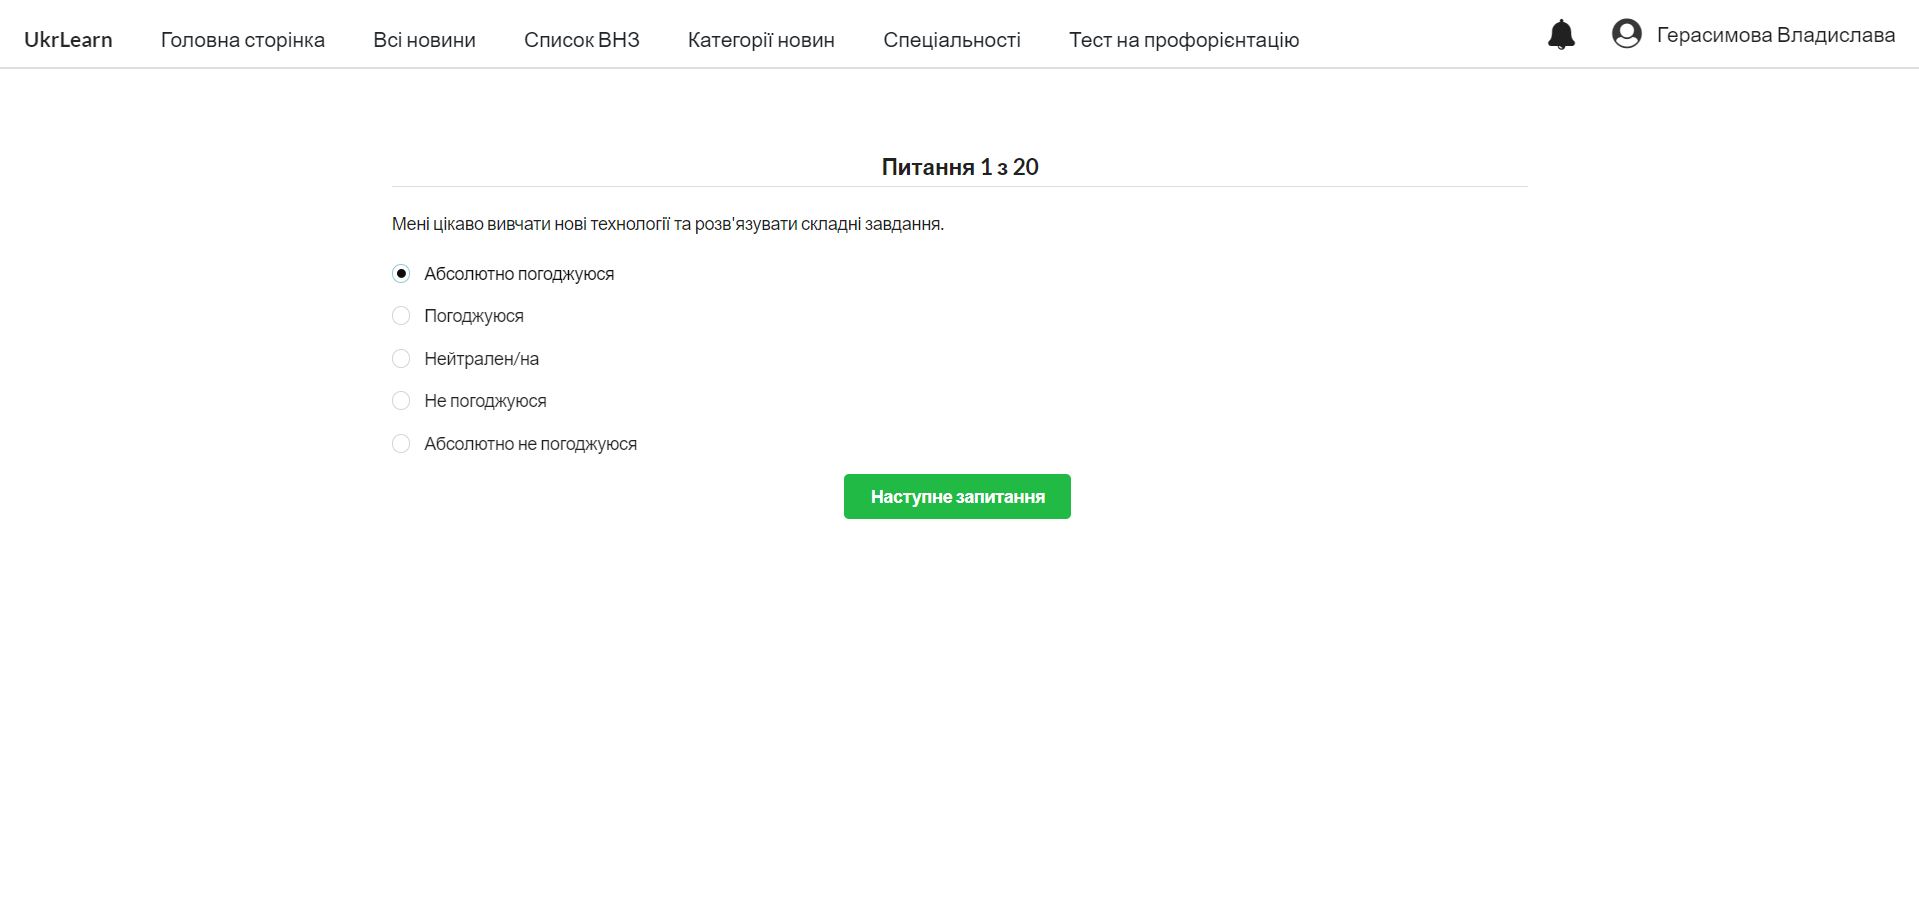 UkrLearn Головна сторінка Всі новини Список ВНЗ Категорії новин Спеціальності Тест на профорієнтацію Герасимова Владислава
Питання 1 з 20
Мені цікаво вивчати нові технології та розв'язувати складні завдання.
Абсолютно погоджуюся
Погоджуюся
Нейтрален/на
Не погоджуюся
Абсолютно не погоджуюся
Наступне запитання